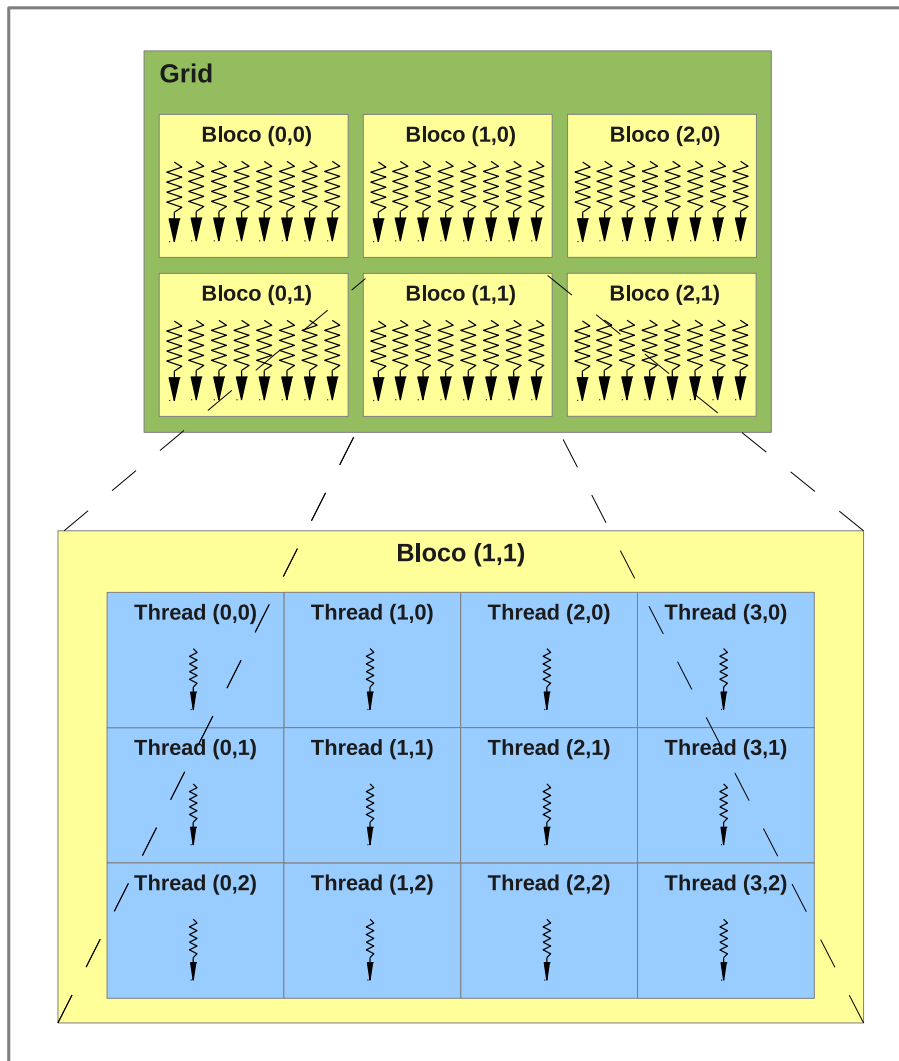 Grid
Bloco (0,0) Bloco (1,0) Bloco (2,0)
Bloco (0,1) Bloco (1,1) Bloco (2,1)
Bloco (1,1)
Thread (0,0) Thread (1,0) Thread (2,0) Thread (3,0)
Thread (0,1) Thread (1,1) Thread (2,1) Thread (3,1)
Thread (0,2) Thread (1,2) Thread (2,2) Thread (3,2)